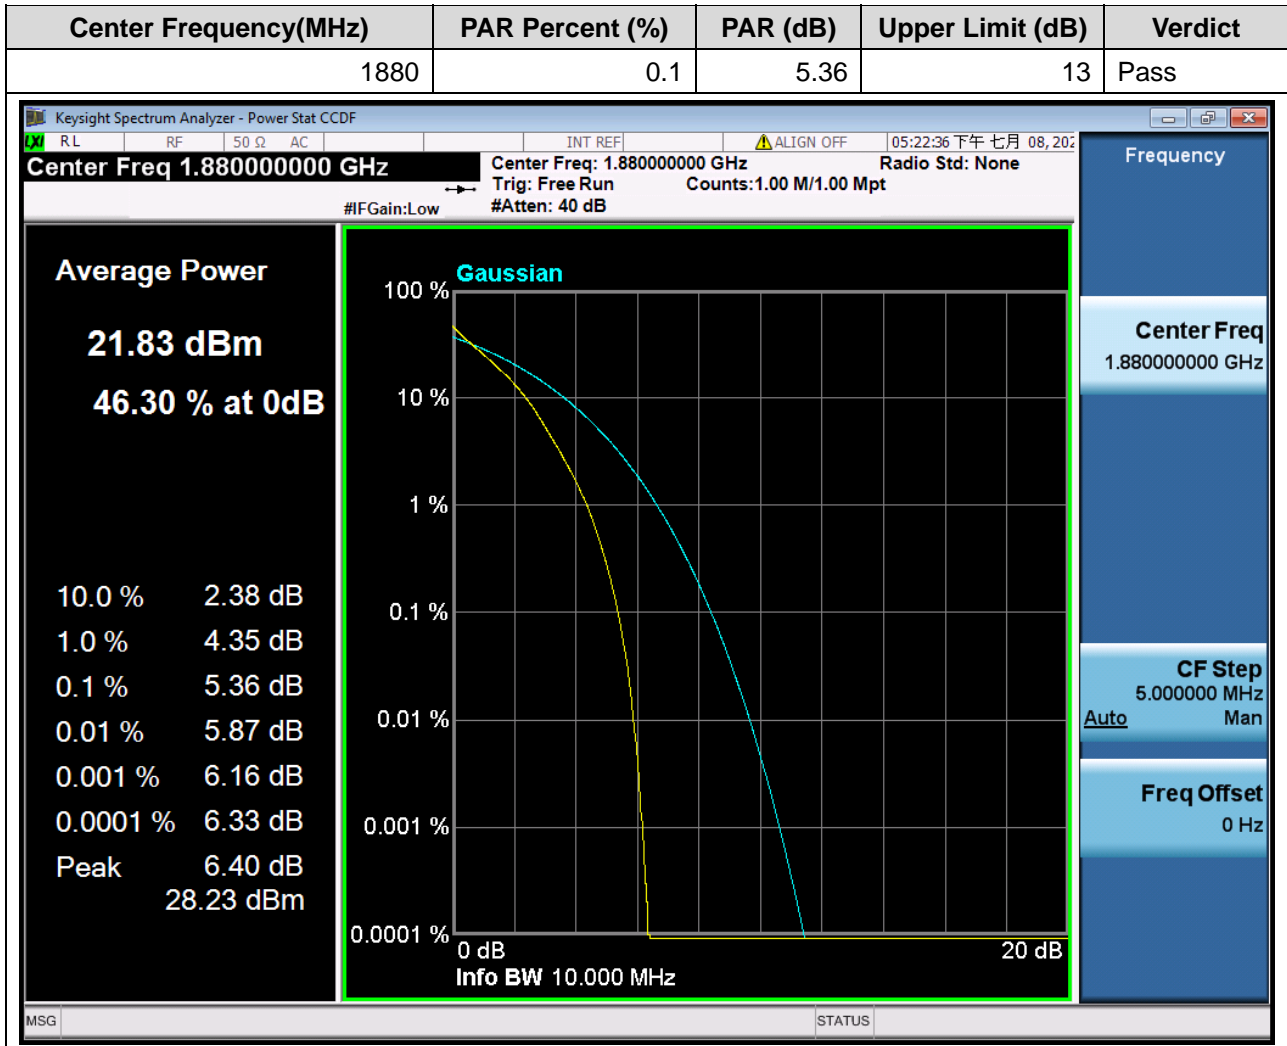 Center Frequency(MHz) PAR Percent (%) PAR (dB) Upper Limit (dB) Verdict
1880 0.1 5.36 13 Pass
Keysight Spectrum Analyzer - Power Stat CCDF
LXI RL RF 50 Ω AC INT REF ALIGN OFF 05:22:36 下午 七月 08, 202
Center Freq 1.880000000 GHz
Center Freq: 1.880000000 GHz Radio Std: None
Trig: Free Run Counts:1.00 M/1.00 Mpt
#IFGain:Low #Atten: 40 dB
Average Power
21.83 dBm
46.30 % at 0dB
10.0 % 2.38 dB
1.0 % 4.35 dB
0.1 % 5.36 dB
0.01 % 5.87 dB
0.001 % 6.16 dB
0.0001 % 6.33 dB
Peak 6.40 dB
28.23 dBm
Gaussian
100 %
10 %
1 %
0.1 %
0.01 %
0.001 %
0.0001 %
0 dB 20 dB
Info BW 10.000 MHz
Frequency
Center Freq
1.880000000 GHz
CF Step
5.000000 MHz
Auto Man
Freq Offset
0 Hz
MSG STATUS